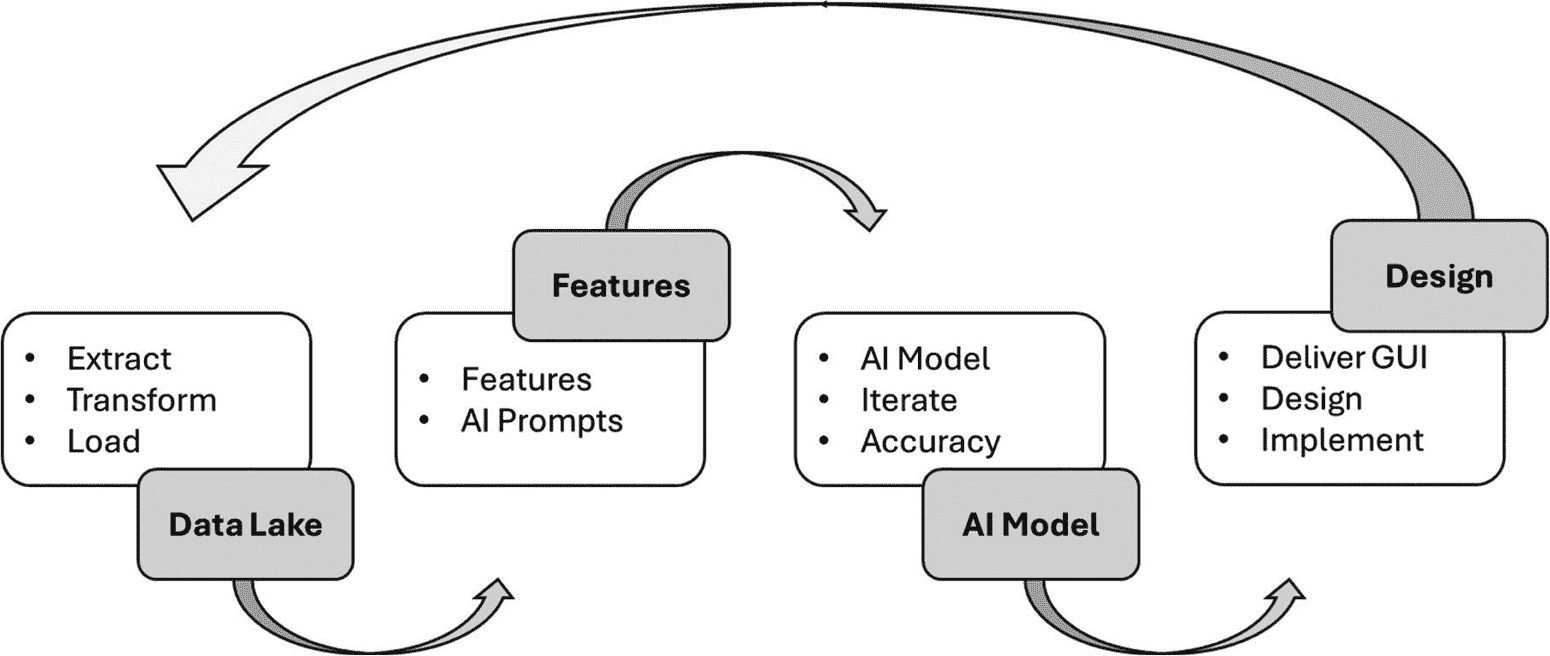 • Extract
• Transform
• Load
Data Lake
Features
• Features
• AI Prompts
• AI Model
• Iterate
• Accuracy
AI Model
Design
• Deliver GUI
• Design
• Implement